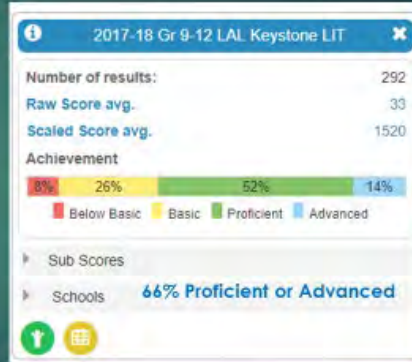 2017-18 Gr 9-12 LAL Keystone LIT
Number of results: 292
Raw Score avg. 33
Scaled Score avg. 1520
Achievement
8% 26% 52% 14%
Below Basic Basic Proficient Advanced
Sub Scores
Schools 66% Proficient or Advanced